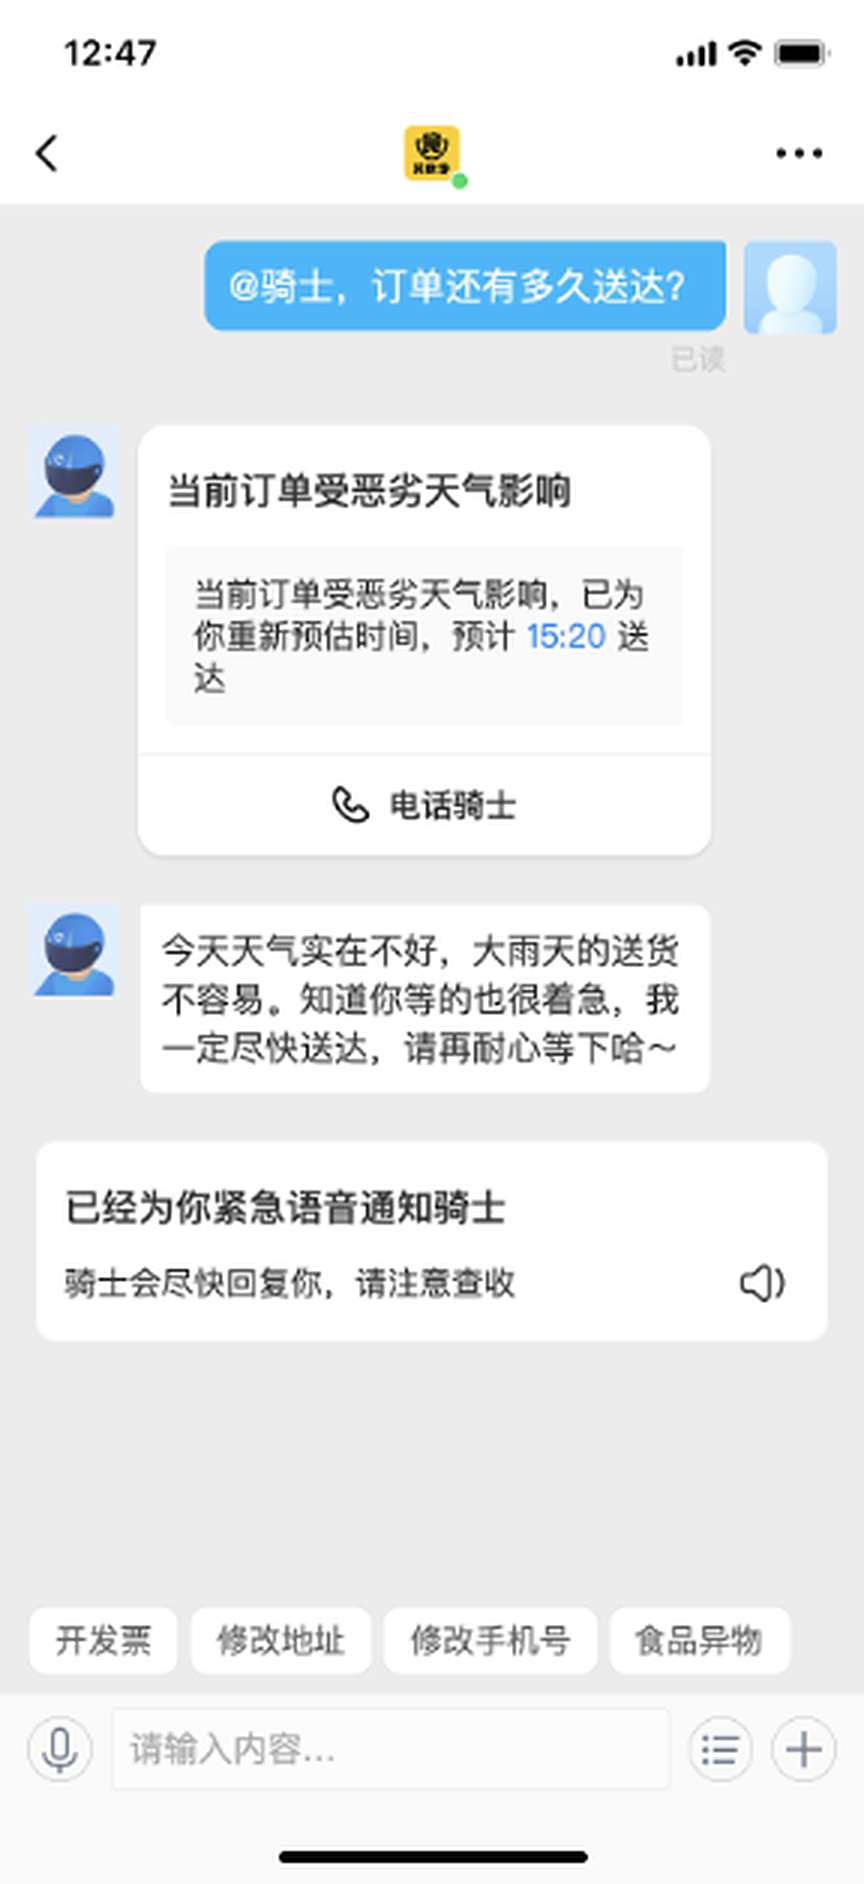 12:47
@骑士，订单还有多久送达?
已读
当前订单受恶劣天气影响
当前订单受恶劣天气影响，已为
你重新预估时间，预计 15:20 送
达
电话骑士
今天天气实在不好，大雨天的送货
不容易。知道你等的也很着急，我
一定尽快送达，请再耐心等下哈～
已经为你紧急语音通知骑士
骑士会尽快回复你，请注意查收
开发票
修改地址
修改手机号
食品异物
请输入内容...